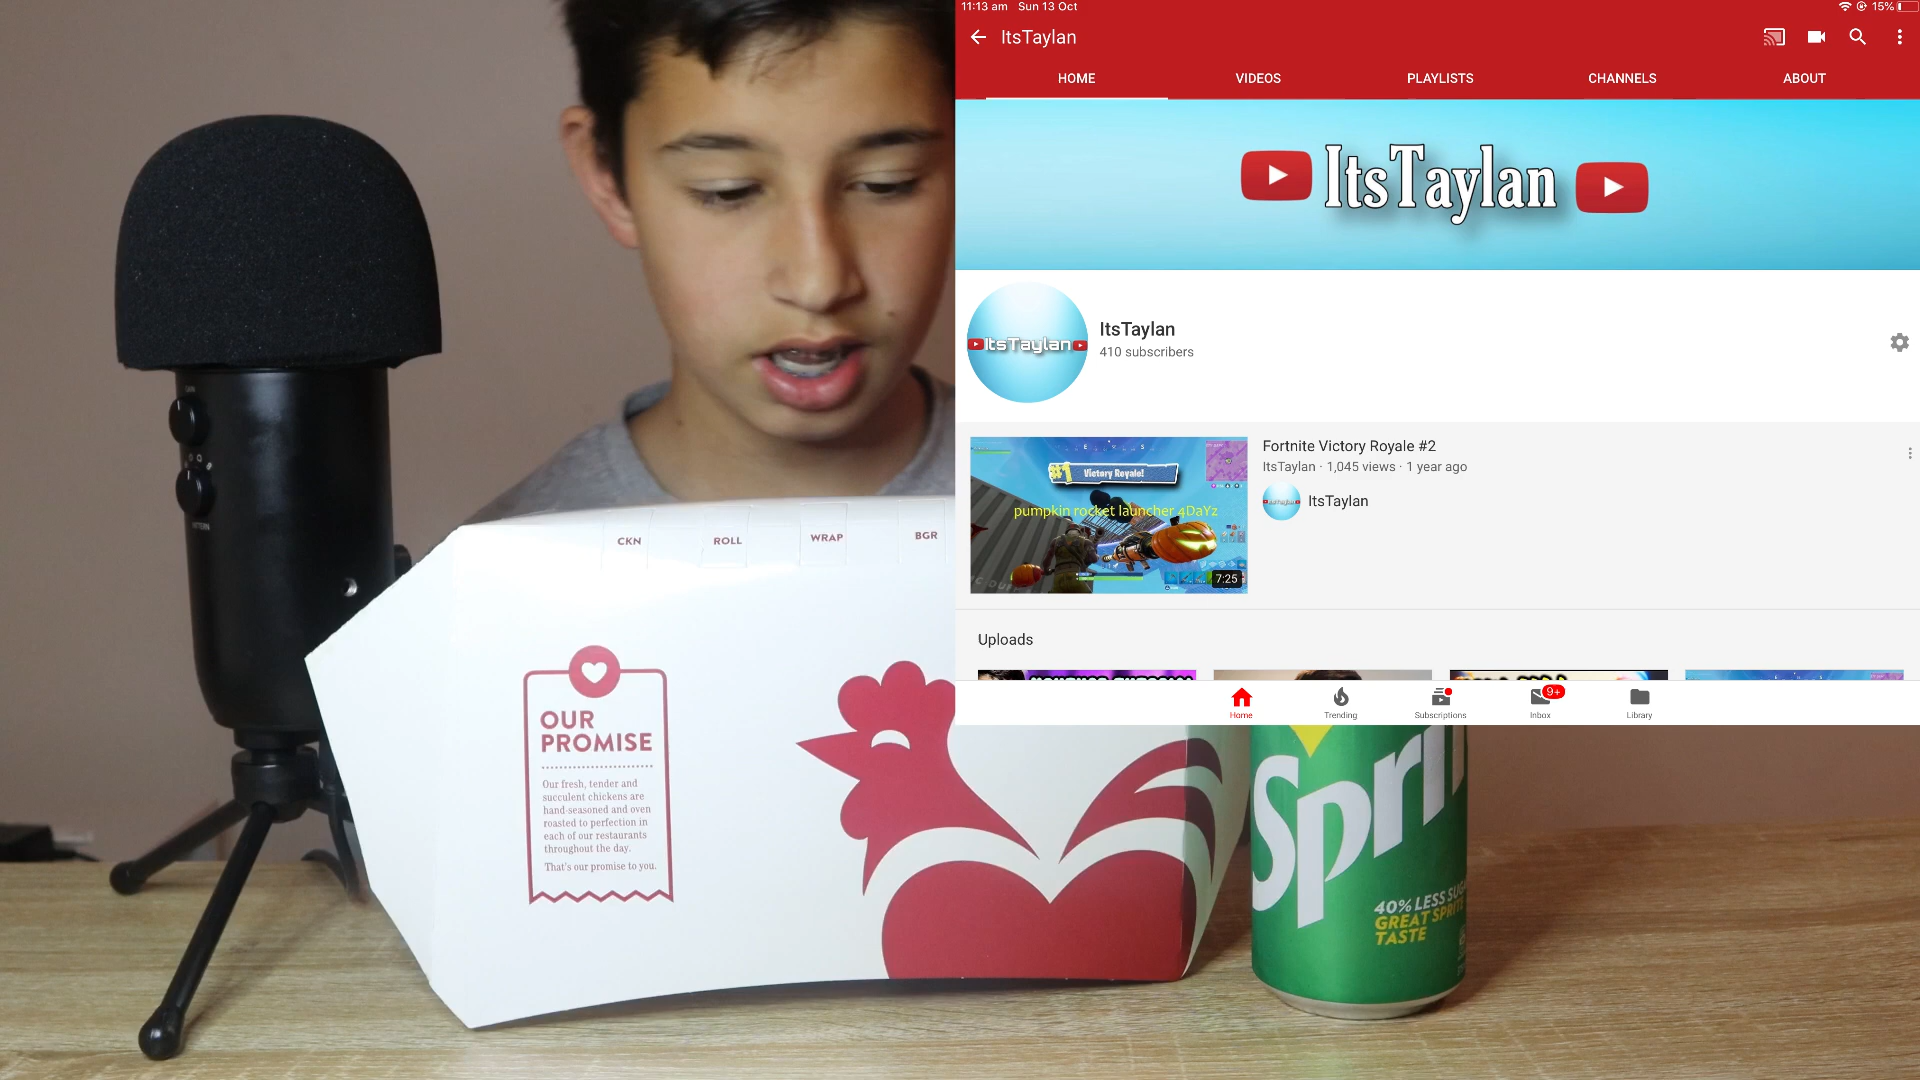 11:13 am Sun 13 Oct
15%
ItsTaylan
HOME VIDEOS PLAYLISTS CHANNELS ABOUT
ItsTaylan
ItsTaylan
ItsTaylan
410 subscribers
Fortnite Victory Royale #2
ItsTaylan · 1,045 views · 1 year ago
ItsTaylan
#1 Victory Royale!
pumpkin rocket launcher 4DaYz
7:25
Uploads
9+
Home Trending Subscriptions Inbox Library
GAIN
PATTERN
CKN ROLL WRAP BGR
OUR
PROMISE
Our fresh, tender and
succulent chickens are
hand-seasoned and oven
roasted to perfection in
each of our restaurants
throughout the day.
That's our promise to you.
Spri
40% LESS
GREAT SPRITE
TASTE